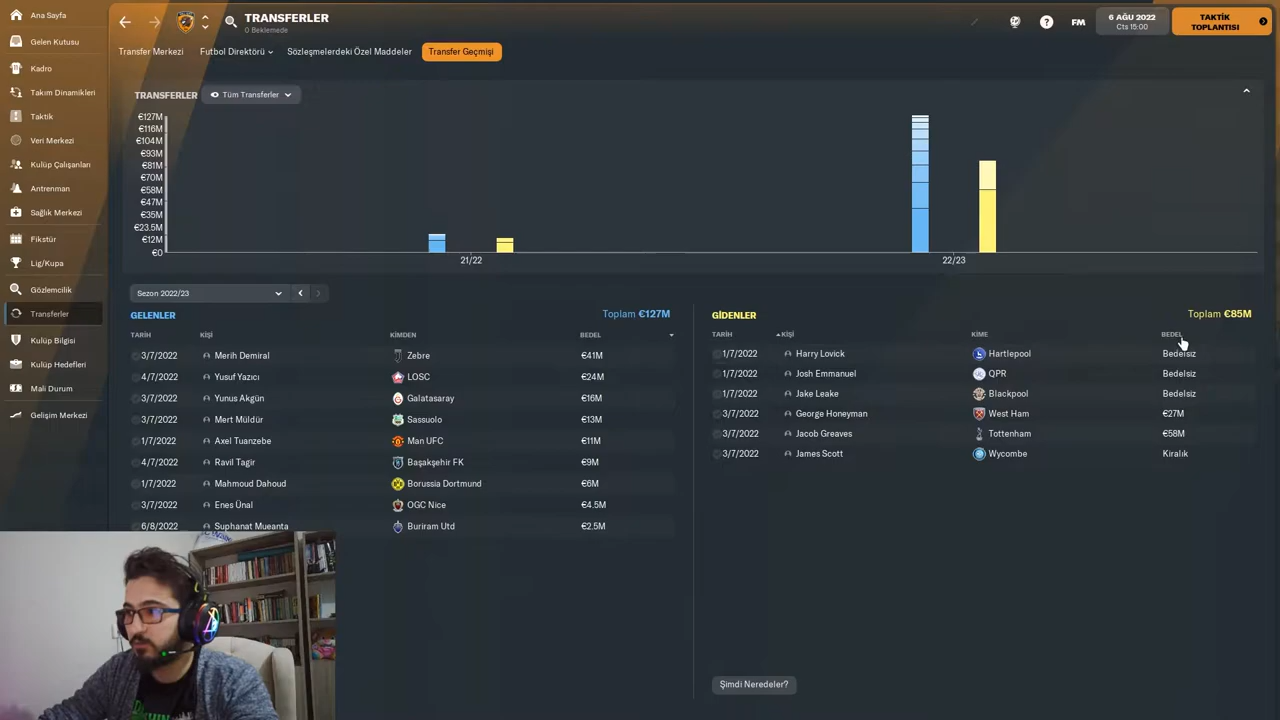 Ana Sayfa
Gelen Kutusu
Kadro
Takım Dinamikleri
Taktik
Veri Merkezi
Kulüp Çalışanları
Antrenman
Sağlık Merkezi
Fikstür
Lig/Kupa
Gözlemcilik
Transferler
Kulüp Bilgisi
Kulüp Hedefleri
Mali Durum
Gelişim Merkezi
TRANSFERLER
0 Beklemede
FM
6 AĞU 2022
Cts 15:00
TAKTİK
TOPLANTISI
Transfer Merkezi Futbol Direktörü Sözleşmelerdeki Özel Maddeler Transfer Geçmişi
TRANSFERLER Tüm Transferler
€127M
€116M
€104M
€93M
€81M
€70M
€58M
€47M
€35M
€23.5M
€12M
€0
21/22 22/23
Sezon 2022/23
GELENLER Toplam €127M
TARİH KİŞİ KİMDEN BEDEL
3/7/2022 Merih Demiral Zebre €41M
4/7/2022 Yusuf Yazıcı LOSC €24M
3/7/2022 Yunus Akgün Galatasaray €16M
3/7/2022 Mert Müldür Sassuolo €13M
1/7/2022 Axel Tuanzebe Man UFC €11M
4/7/2022 Ravil Tagir Başakşehir FK €9M
1/7/2022 Mahmoud Dahoud Borussia Dortmund €6M
3/7/2022 Enes Ünal OGC Nice €4.5M
6/8/2022 Suphanat Mueanta Buriram Utd €2.5M
GİDENLER Toplam €85M
TARİH KİŞİ KİME BEDEL
1/7/2022 Harry Lovick Hartlepool Bedelsiz
1/7/2022 Josh Emmanuel QPR Bedelsiz
1/7/2022 Jake Leake Blackpool Bedelsiz
3/7/2022 George Honeyman West Ham €27M
3/7/2022 Jacob Greaves Tottenham €58M
3/7/2022 James Scott Wycombe Kiralık
Şimdi Neredeler?